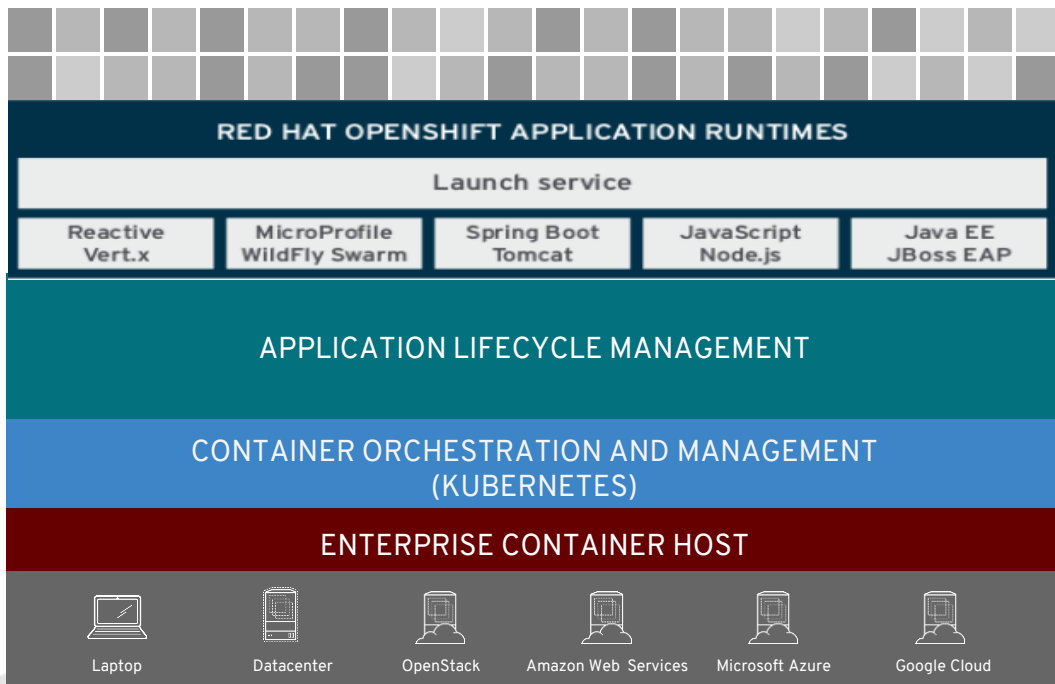 RED HAT OPENSHIFT APPLICATION RUNTIMES
Launch service
Reactive
Vert.x
MicroProfile
WildFly Swarm
Spring Boot
Tomcat
JavaScript
Node.js
Java EE
JBoss EAP
APPLICATION LIFECYCLE MANAGEMENT
CONTAINER ORCHESTRATION AND MANAGEMENT
(KUBERNETES)
ENTERPRISE CONTAINER HOST
Laptop
Datacenter
OpenStack
Amazon Web Services
Microsoft Azure
Google Cloud